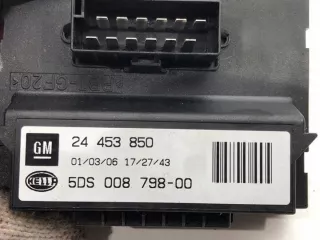 GM
24 453 850
01/03/06 17/27/43
HELLA
5DS 008 798-00